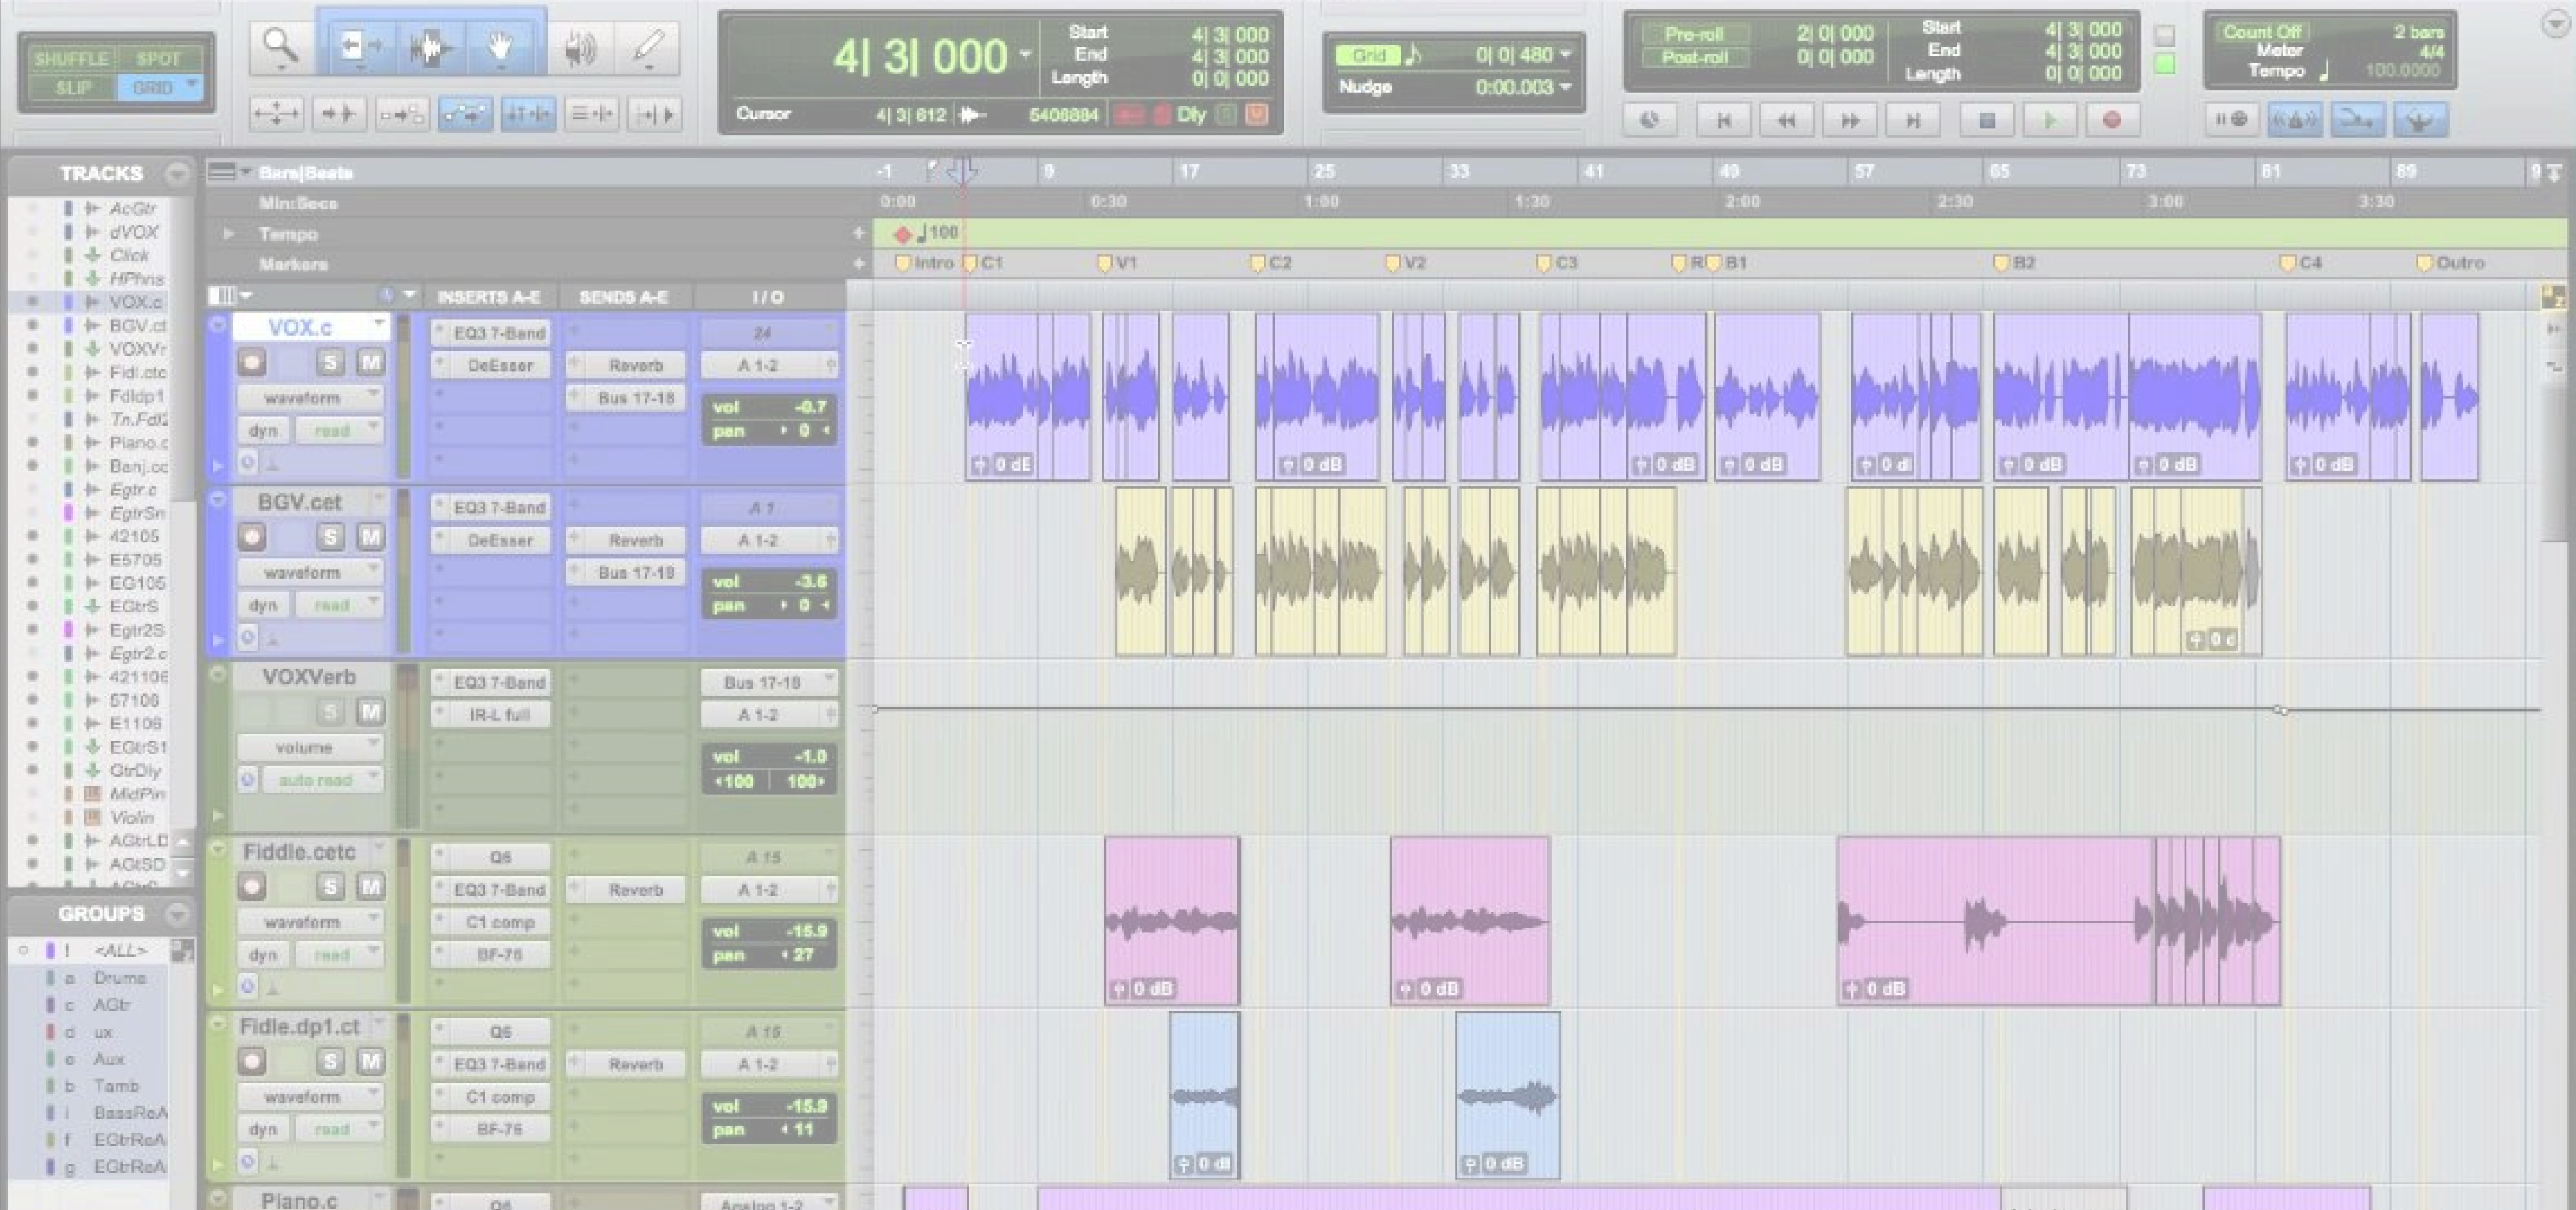 SHUFFLE SPOT
SLIP GRID
4| 3| 000
Start 4| 3| 000
End 4| 3| 000
Length 0| 0| 000
Cursor 4| 3| 612 5408884 Dly
Grid 0| 0| 480
Nudge 0:00.003
Pre-roll 2| 0| 000
Post-roll 0| 0| 000
Start 4| 3| 000
End 4| 3| 000
Length 0| 0| 000
Count Off 2 bars
Meter 4/4
Tempo 100.0000
TRACKS
AcGtr
dVOX
Click
HPhns
VOX.c
BGV.ct
VOXVr
Fidl.ctc
Fdldp1
Tn.Fdl2
Piano.c
Banj.cc
Egtr.c
EgtrSn
42105
E5705
EG105
EGtrS
Egtr2S
Egtr2.c
421106
57106
E1106
EGtrS1
GtrDly
MidPin
Violin
AGtrLD
AGtSD
GROUPS
! <ALL>
a Drums
c AGtr
d ux
e Aux
b Tamb
i BassReA
f EGtrReA
g EGtrReA
Bars|Beats -1 9 17 25 33 41 49 57 65 73 81 89 9
Min:Secs 0:00 0:30 1:00 1:30 2:00 2:30 3:00 3:30
Tempo 100
Markers Intro C1 V1 C2 V2 C3 R B1 B2 C4 Outro
INSERTS A-E SENDS A-E I / O
VOX.c EQ3 7-Band 24
S M DeEsser Reverb A 1-2
waveform Bus 17-18
vol -0.7
dyn read pan 0
0 dE 0 dB 0 dB 0 dB 0 dI 0 dB 0 dB 0 dB
BGV.cet EQ3 7-Band A 1
S M DeEsser Reverb A 1-2
waveform Bus 17-18
vol -3.6
dyn read pan 0
0 d
VOXVerb EQ3 7-Band Bus 17-18
S M IR-L full A 1-2
volume vol -1.0
auto read 100 100
Fiddle.cetc Q6 A 15
S M EQ3 7-Band Reverb A 1-2
waveform C1 comp vol -15.9
dyn read BF-76 pan 27
0 dB 0 dB 0 dB
Fidle.dp1.ct Q6 A 15
S M EQ3 7-Band Reverb A 1-2
waveform C1 comp vol -15.9
dyn read BF-76 pan 11
0 dI 0 dB
Piano.c Q6 Analog 1-2